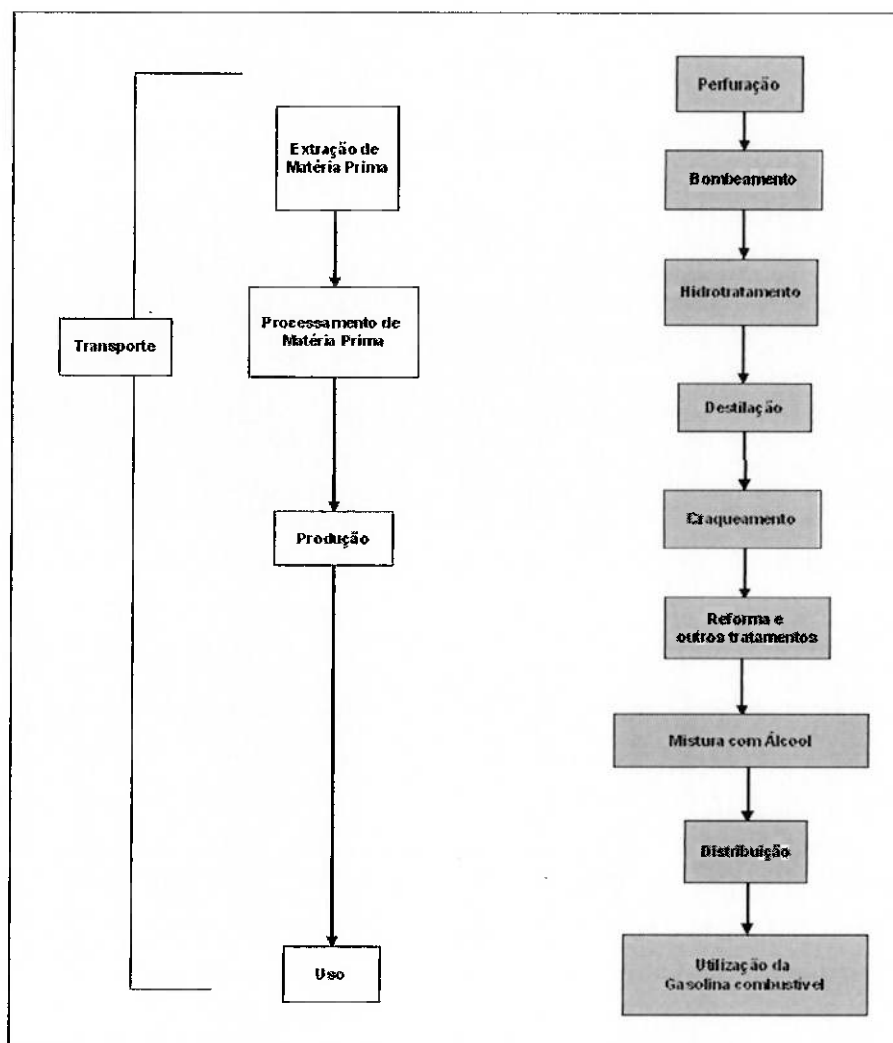 Transporte
Extração de
Matéria Prima
Processamento de
Matéria Prima
Produção
Uso
Perfuração
Bombeamento
Hidrotratamento
Destilação
Craqueamento
Reforma e
outros tratamentos
Mistura com Álcool
Distribuição
Utilização da
Gasolina combustível